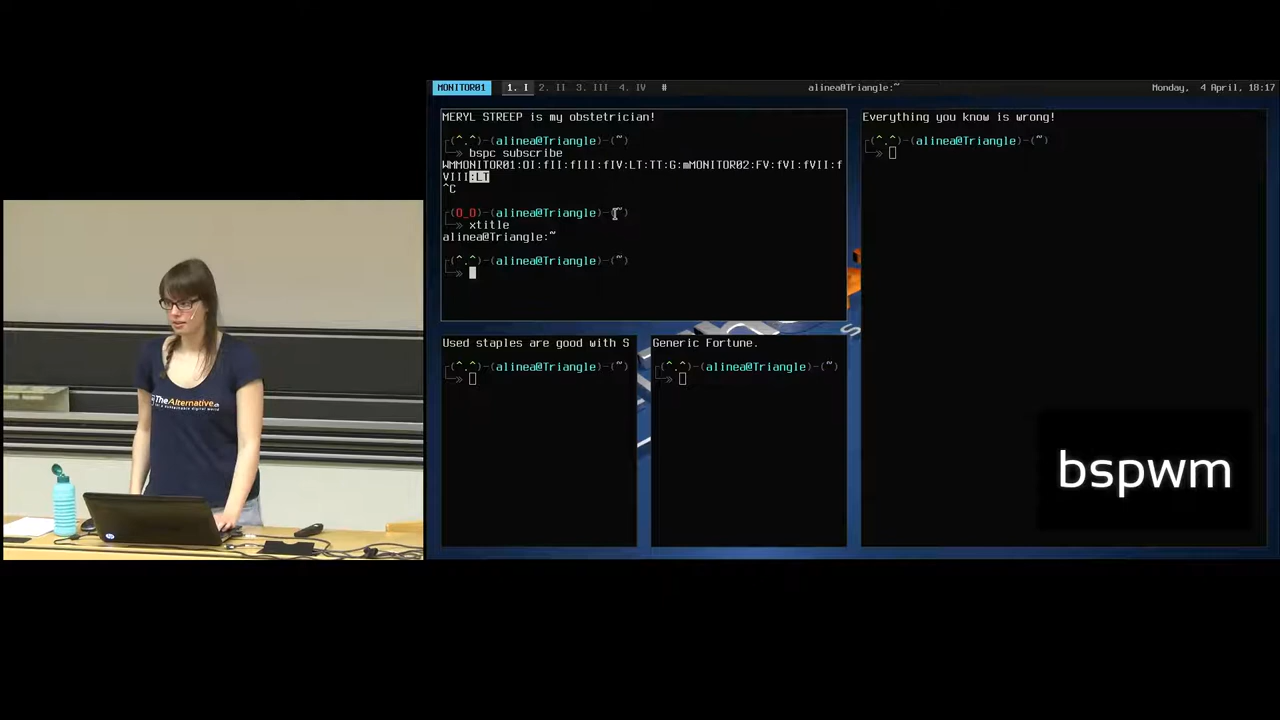 MONITOR01 1. I 2. II 3. III 4. IV # alinea@Triangle:~ Monday, 4 April, 18:17
MERYL STREEP is my obstetrician!
(^.^)-(alinea@Triangle)-(~)
» bspc subscribe
WMMONITOR01:OI:fII:fIII:fIV:LT:TT:G:mMONITOR02:FV:fVI:fVII:f
VIII:LT
^C
(O_O)-(alinea@Triangle)-(~)
» xtitle
alinea@Triangle:~
(^.^)-(alinea@Triangle)-(~)
»
Used staples are good with S
(^.^)-(alinea@Triangle)-(~)
»
Generic Fortune.
(^.^)-(alinea@Triangle)-(~)
»
Everything you know is wrong!
(^.^)-(alinea@Triangle)-(~)
»
bspwm
TheAlternative